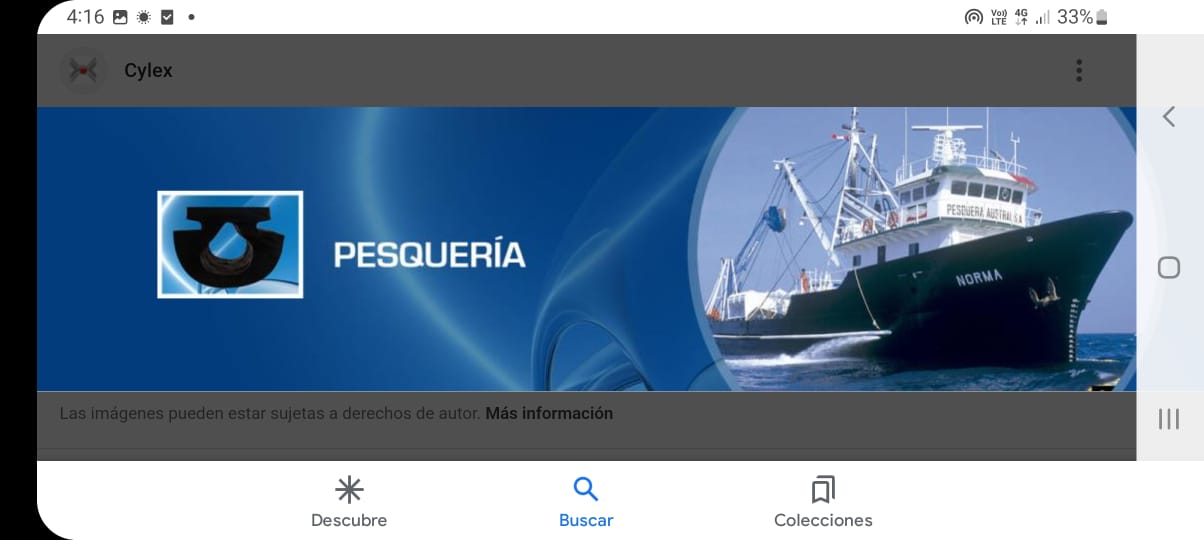 4:16
Vo))
LTE
4G
33%
Cylex
PESQUERÍA
PESQUERA AUSTRAL S.A
NORMA
Las imágenes pueden estar sujetas a derechos de autor. Más información
Descubre
Buscar
Colecciones